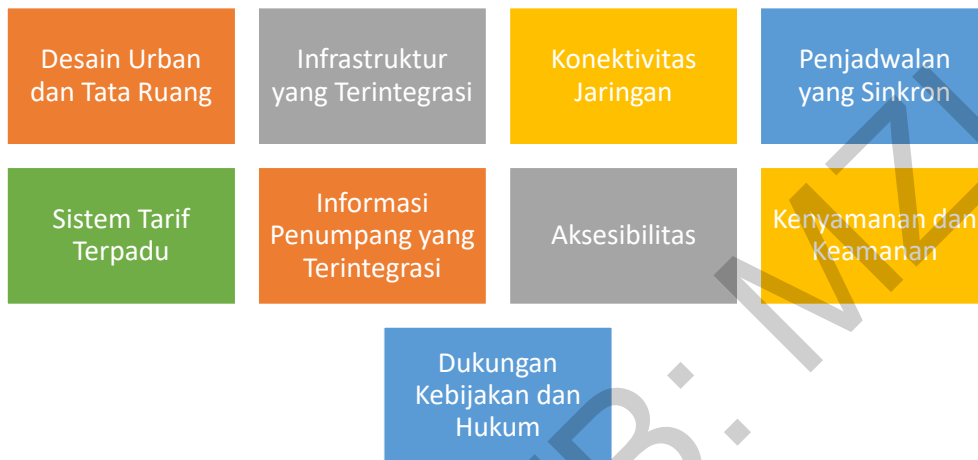 Desain Urban
dan Tata Ruang
Infrastruktur
yang Terintegrasi
Konektivitas
Jaringan
Penjadwalan
yang Sinkron
Sistem Tarif
Terpadu
Informasi
Penumpang yang
Terintegrasi
Aksesibilitas
Kenyamanan dan
Keamanan
Dukungan
Kebijakan dan
Hukum
B: MZI